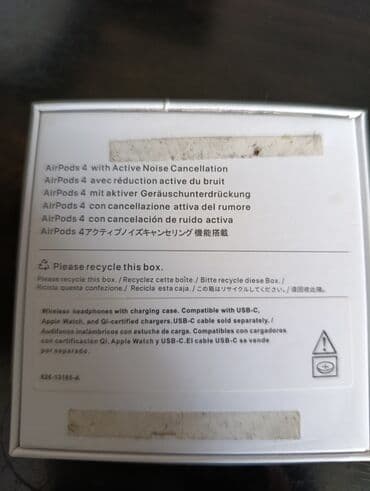 AirPods 4 with Active Noise Cancellation
AirPods 4 avec réduction active du bruit
AirPods 4 mit aktiver Geräuschunterdrückung
AirPods 4 con cancellazione attiva del rumore
AirPods 4 con cancelación de ruido activa
AirPods 4アクティブノイズキャンセリング機能搭載
Please recycle this box.
Please recycle this box. / Recyclez cette boîte. / Bitte recycle diese Box. /
Ricicla questa confezione. / Recicla esta caja. / この箱はリサイクルしてください。/ 请回收此箱。
Wireless headphones with charging case. Compatible with USB-C,
Apple Watch, and Qi-certified chargers. USB-C cable sold separately. /
Audífonos inalámbricos con estuche de carga. Compatibles con cargadores
con certificación Qi, Apple Watch y USB-C.El cable USB-C se vende
por separado.